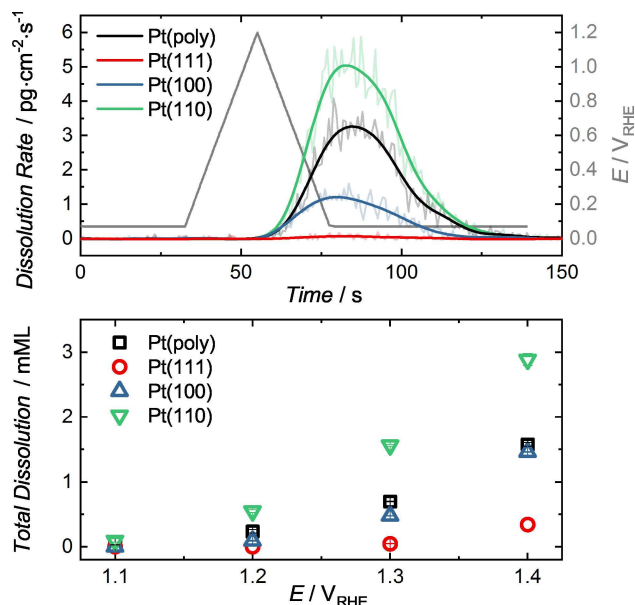 Pt(poly)
Pt(111)
Pt(100)
Pt(110)
Dissolution Rate / pg·cm⁻²·s⁻¹
6
5
4
3
2
1
0
1.2
1.0
0.8
0.6
0.4
0.2
0.0
E / V_RHE
0 50 100 150
Time / s
Pt(poly)
Pt(111)
Pt(100)
Pt(110)
Total Dissolution / mML
3
2
1
0
1.1 1.2 1.3 1.4
E / V_RHE